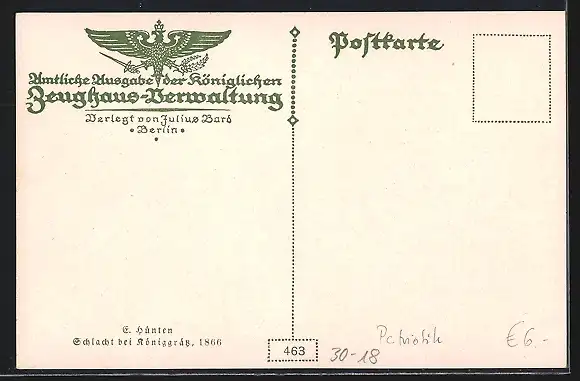 Amtliche Ausgabe der Königlichen
Zeughaus-Verwaltung
Verlegt von Julius Bard
• Berlin •
Postkarte
E. Hünten
Schlacht bei Königgrätz, 1866
463
30-18
Patriotik
€ 6.-